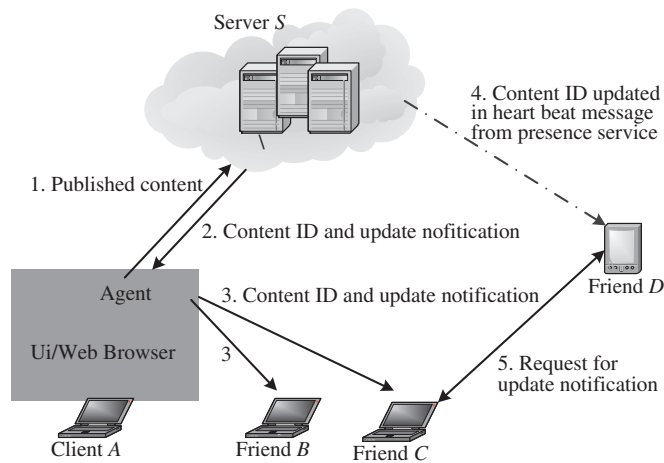 Server S
4. Content ID updated
in heart beat message
from presence service
1. Published content
2. Content ID and update nofitication
Agent
3. Content ID and update notification
Friend D
Ui/Web Browser
3
5. Request for
update notification
Client A
Friend B
Friend C